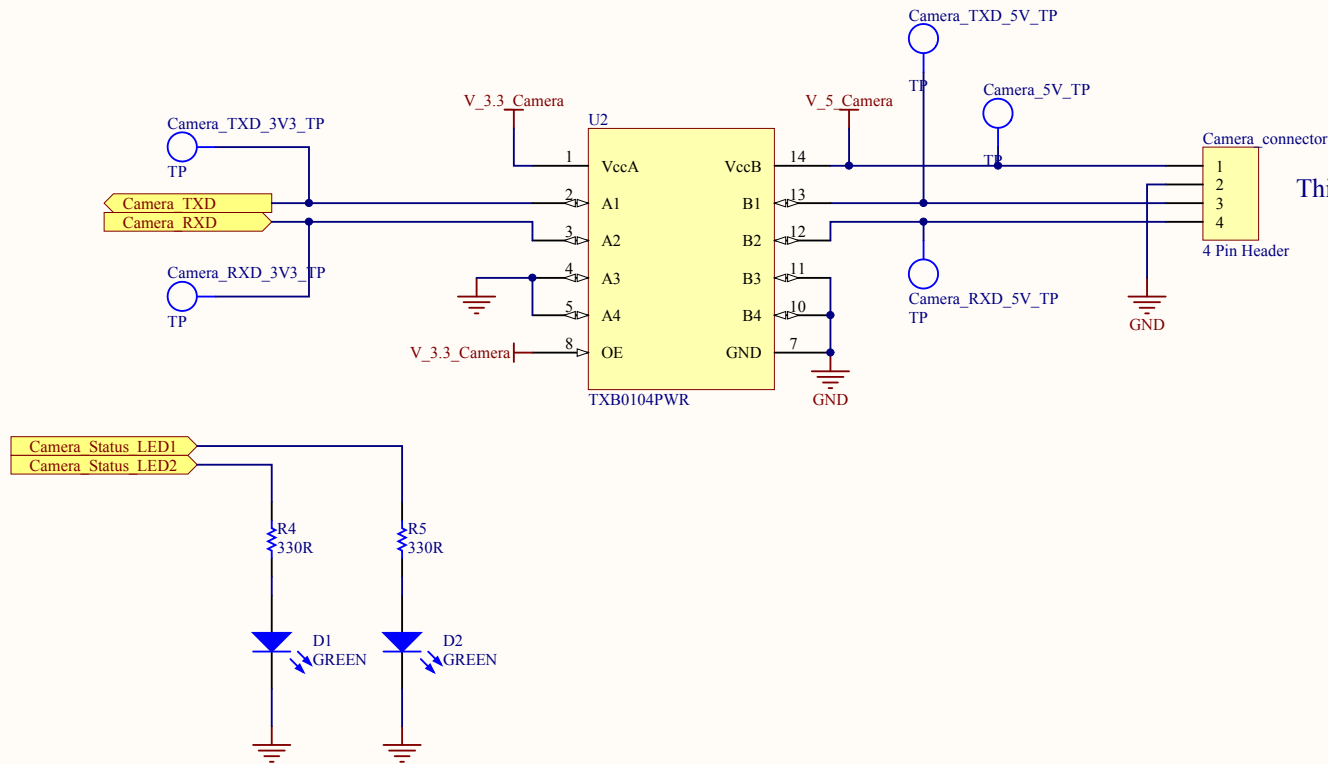 Camera_TXD_5V_TP
TP
Camera_5V_TP
TP
V_3.3_Camera
V_5_Camera
Camera_TXD_3V3_TP
TP
U2
Camera_connector
1 VccA VccB 14
1
2
3
4
Thi
Camera_TXD
2 A1 B1 13
Camera_RXD
3 A2 B2 12
4 Pin Header
Camera_RXD_3V3_TP
TP
4 A3 B3 11
Camera_RXD_5V_TP
TP
5 A4 B4 10
GND
V_3.3_Camera
8 OE GND 7
TXB0104PWR
GND
Camera_Status_LED1
Camera_Status_LED2
R4
330R
R5
330R
D1
GREEN
D2
GREEN